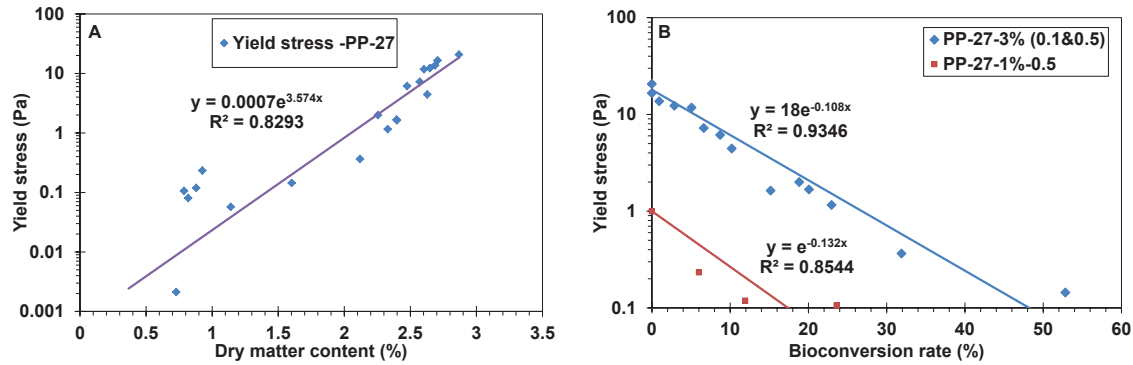 A
Yield stress -PP-27
y = 0.0007e^3.574x
R² = 0.8293
100
10
1
0.1
0.01
0.001
Yield stress (Pa)
0 0.5 1 1.5 2 2.5 3 3.5
Dry matter content (%)
B
PP-27-3% (0.1&0.5)
PP-27-1%-0.5
y = 18e^-0.108x
R² = 0.9346
y = e^-0.132x
R² = 0.8544
100
10
1
0.1
Yield stress (Pa)
0 10 20 30 40 50 60
Bioconversion rate (%)